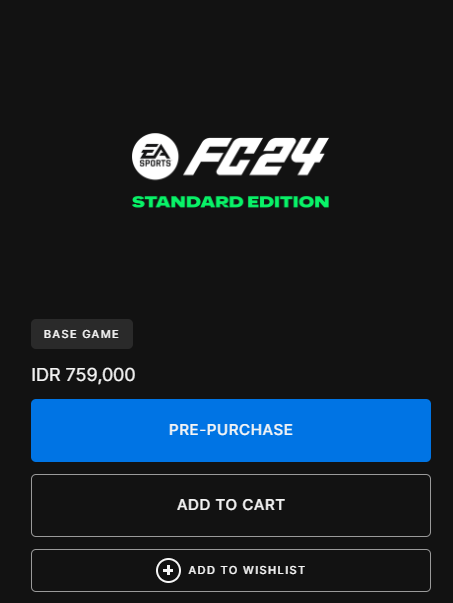 EA
SPORTS
FC24
STANDARD EDITION
BASE GAME
IDR 759,000
PRE-PURCHASE
ADD TO CART
ADD TO WISHLIST